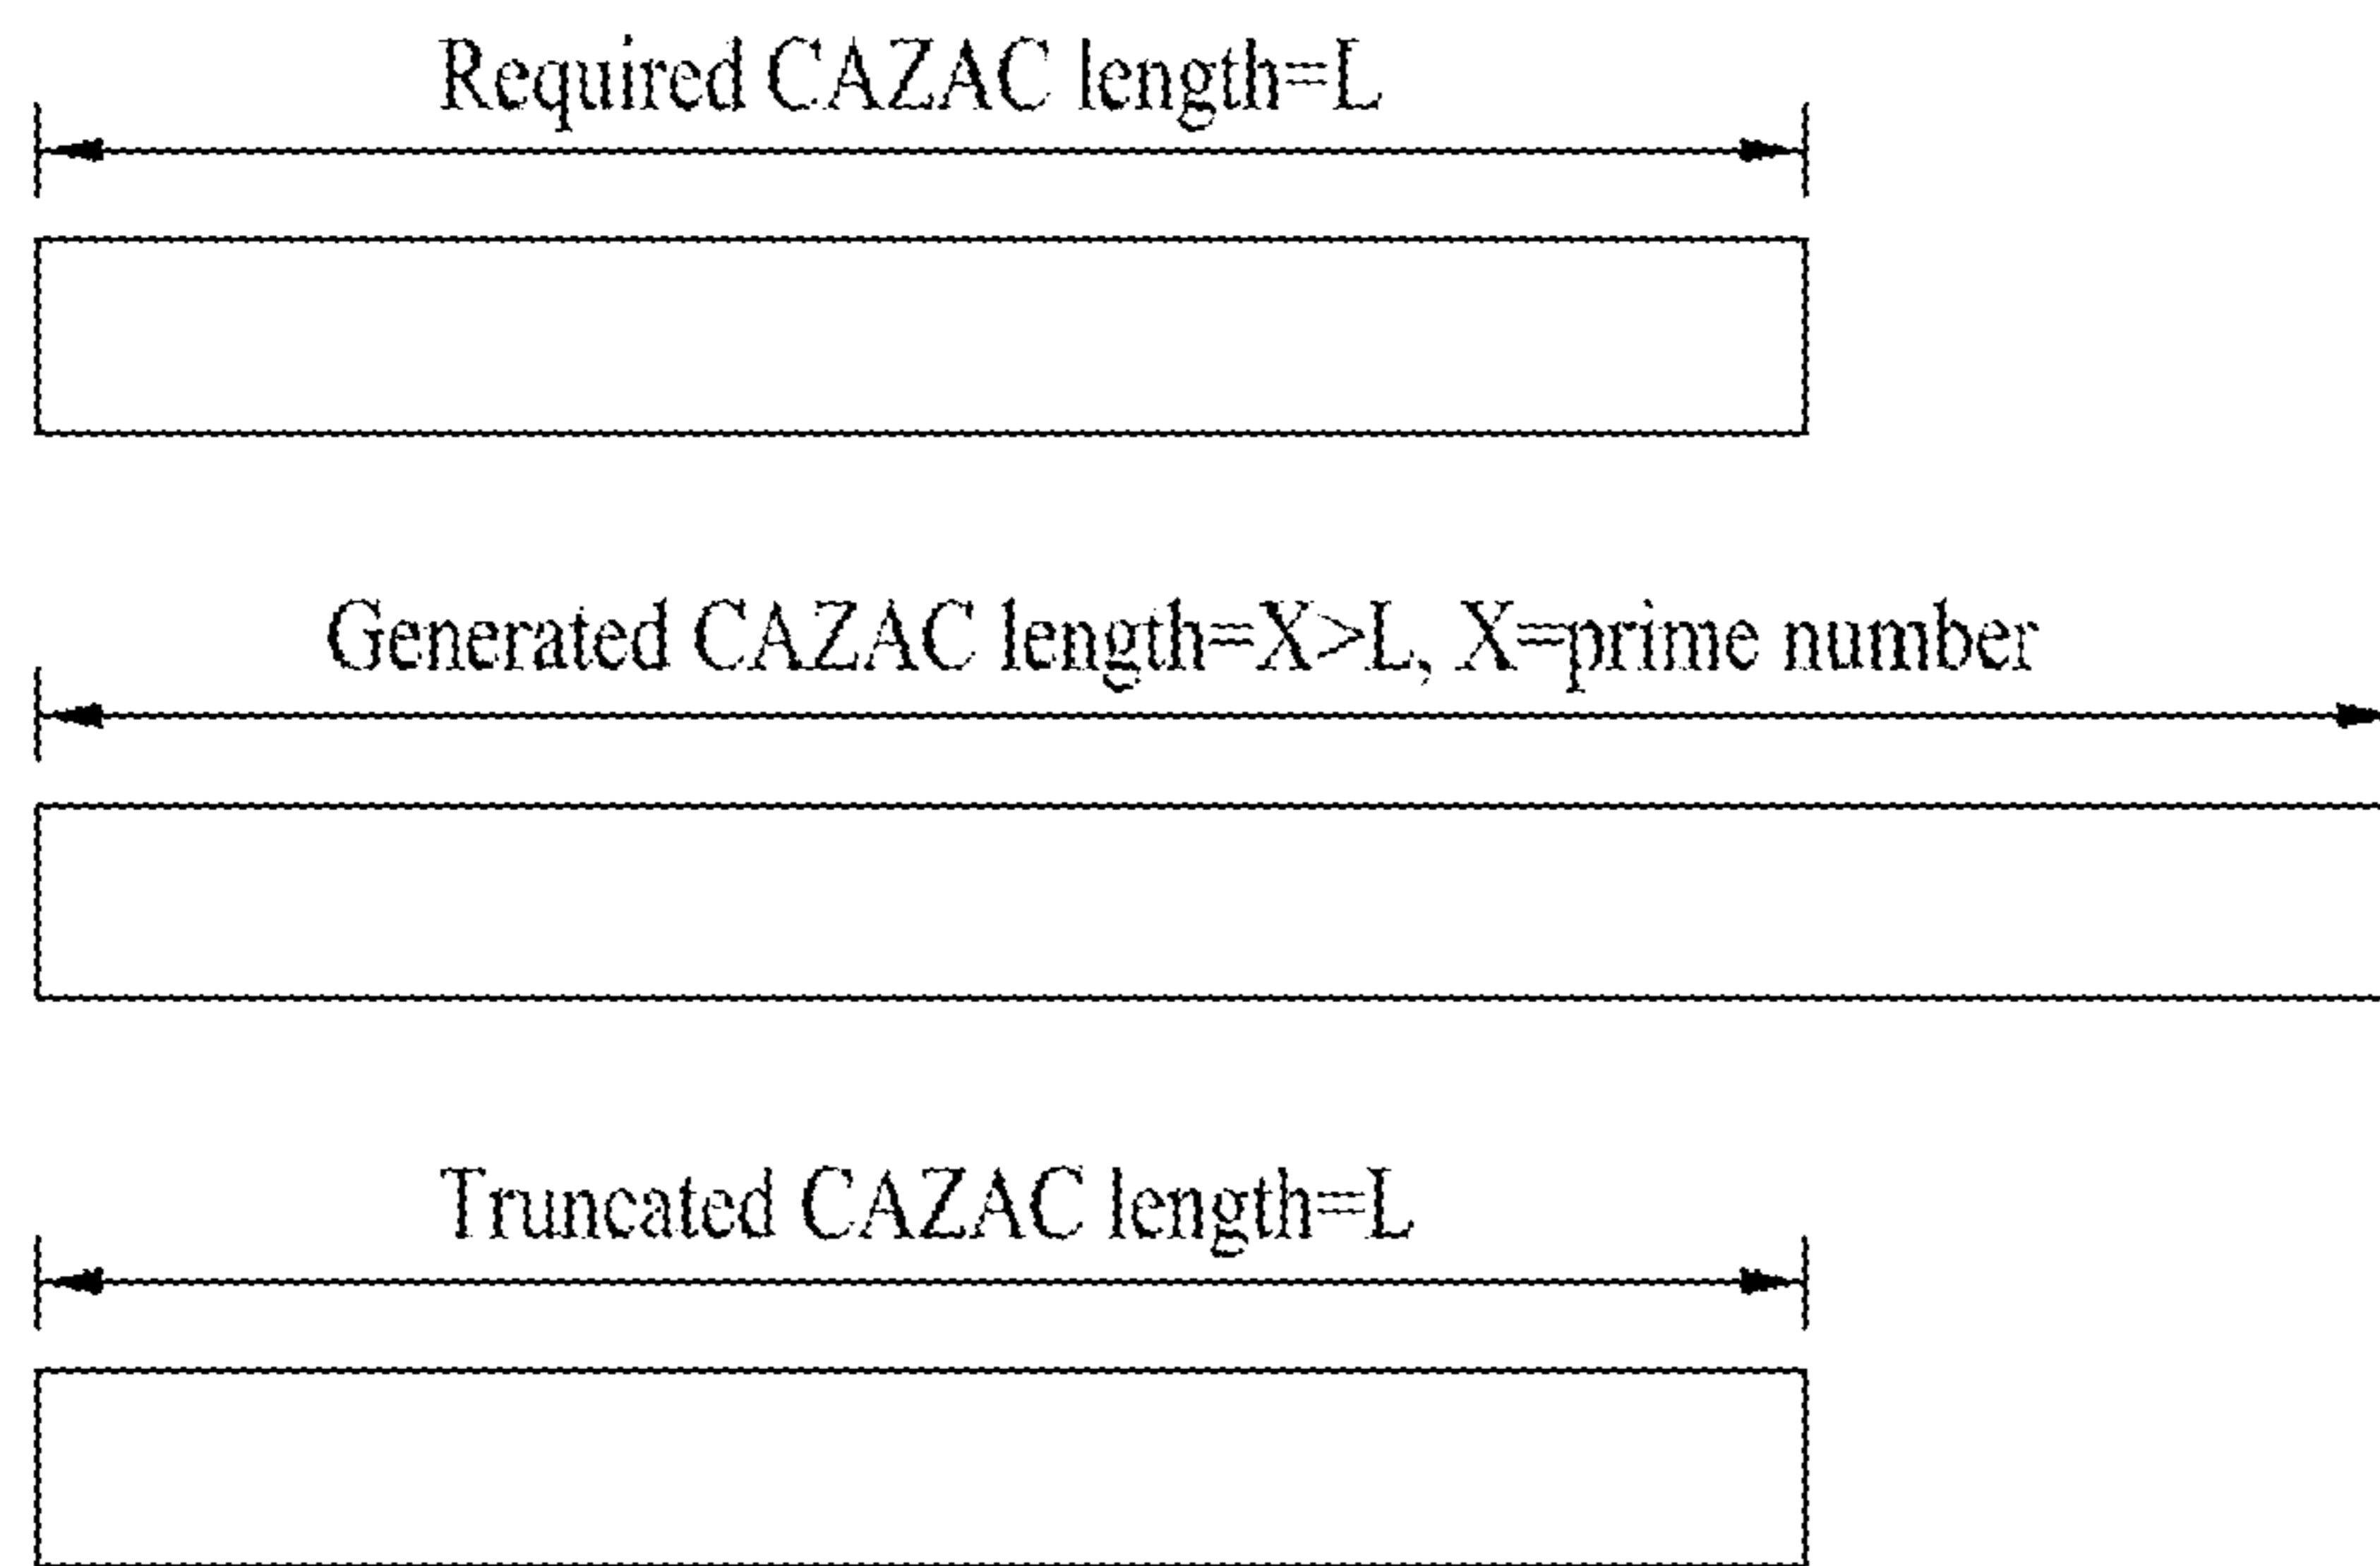 Required CAZAC length=L
Generated CAZAC length=X>L, X=prime number
Truncated CAZAC length=L